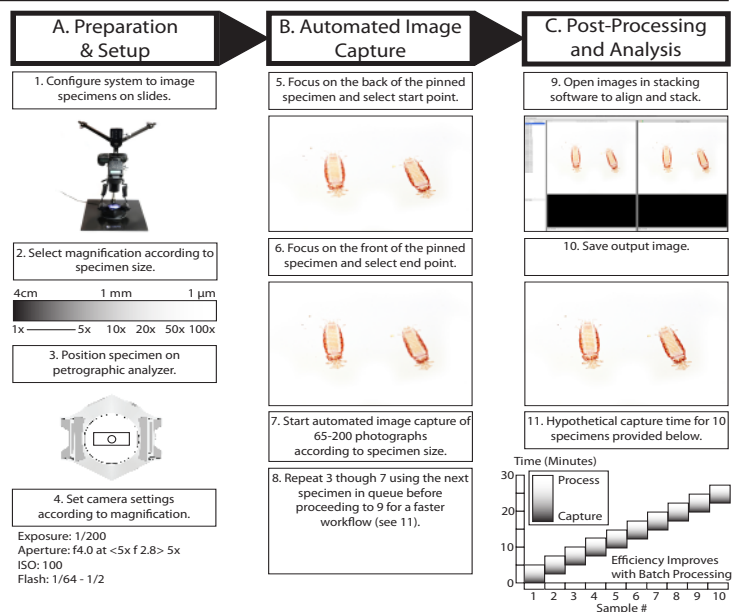 A. Preparation
& Setup
B. Automated Image
Capture
C. Post-Processing
and Analysis
1. Configure system to image
specimens on slides.
2. Select magnification according to
specimen size.
4cm 1 mm 1 μm
1x 5x 10x 20x 50x 100x
3. Position specimen on
petrographic analyzer.
4. Set camera settings
according to magnification.
Exposure: 1/200
Aperture: f4.0 at <5x f 2.8> 5x
ISO: 100
Flash: 1/64 - 1/2
5. Focus on the back of the pinned
specimen and select start point.
6. Focus on the front of the pinned
specimen and select end point.
7. Start automated image capture of
65-200 photographs
according to specimen size.
8. Repeat 3 though 7 using the next
specimen in queue before
proceeding to 9 for a faster
workflow (see 11).
9. Open images in stacking
software to align and stack.
10. Save output image.
11. Hypothetical capture time for 10
specimens provided below.
Time (Minutes)
30
20
10
0
Process
Capture
Efficiency Improves
with Batch Processing
1 2 3 4 5 6 7 8 9 10
Sample #